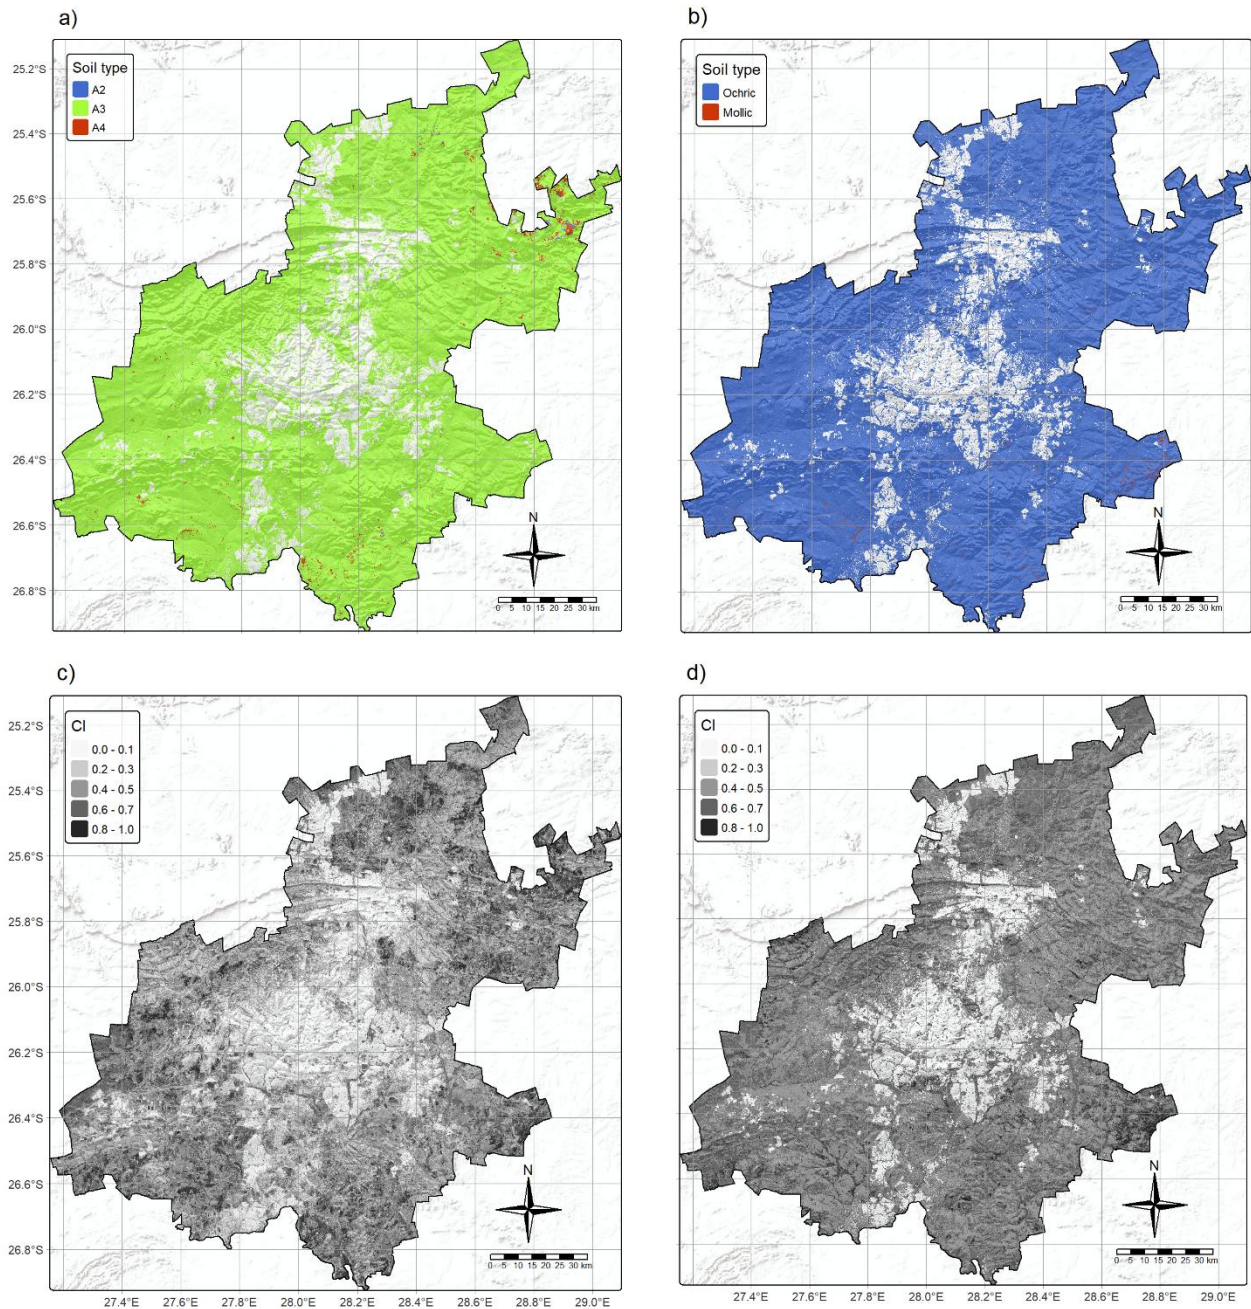 a)
Soil type
A2
A3
A4
25.2°S
25.4°S
25.6°S
25.8°S
26.0°S
26.2°S
26.4°S
26.6°S
26.8°S
N
0 5 10 15 20 25 30 km
b)
Soil type
Ochric
Mollic
N
0 5 10 15 20 25 30 km
c)
CI
0.0 - 0.1
0.2 - 0.3
0.4 - 0.5
0.6 - 0.7
0.8 - 1.0
25.2°S
25.4°S
25.6°S
25.8°S
26.0°S
26.2°S
26.4°S
26.6°S
26.8°S
N
0 5 10 15 20 25 30 km
27.4°E 27.6°E 27.8°E 28.0°E 28.2°E 28.4°E 28.6°E 28.8°E 29.0°E
d)
CI
0.0 - 0.1
0.2 - 0.3
0.4 - 0.5
0.6 - 0.7
0.8 - 1.0
N
0 5 10 15 20 25 30 km
27.4°E 27.6°E 27.8°E 28.0°E 28.2°E 28.4°E 28.6°E 28.8°E 29.0°E